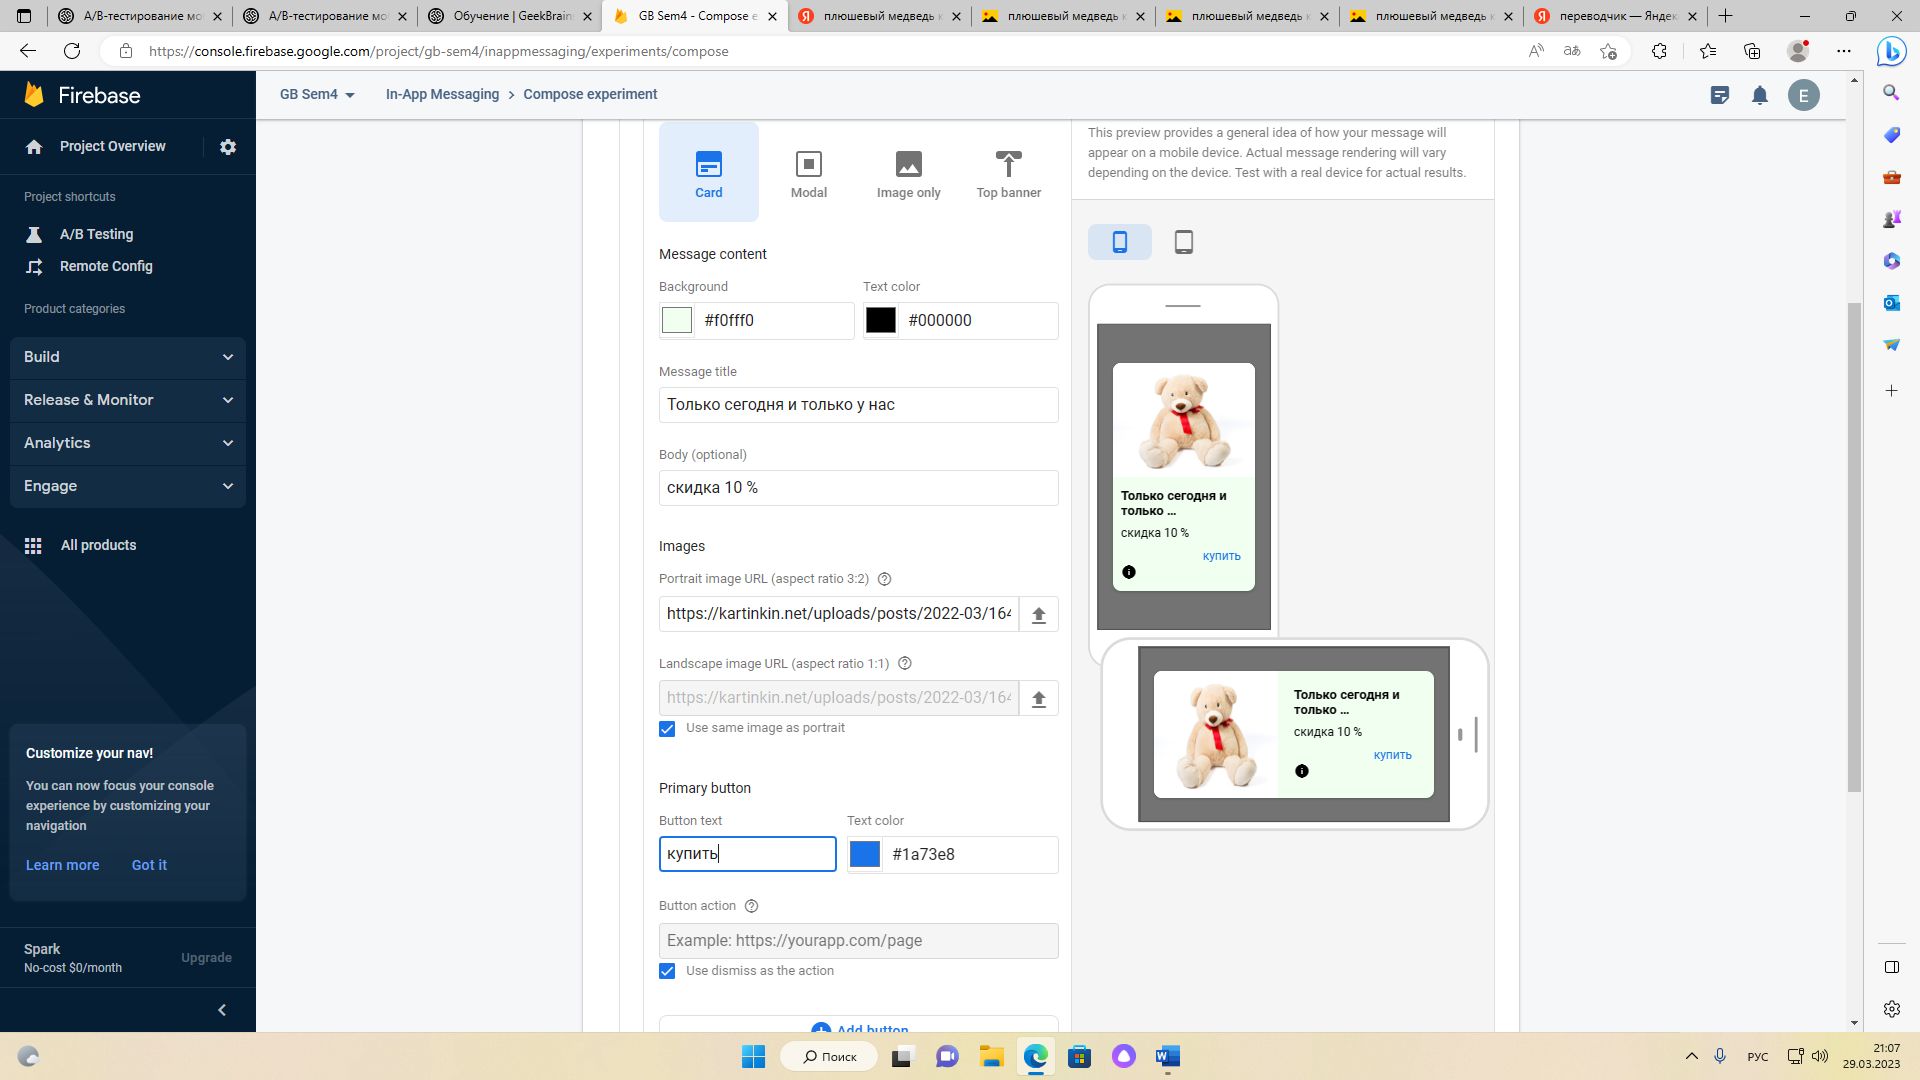 А/В-тестирование мо
А/В-тестирование мо
Обучение | GeekBrain
GB Sem4 - Compose e
плюшевый медведь к
плюшевый медведь к
плюшевый медведь к
плюшевый медведь к
переводчик — Яндек
https://console.firebase.google.com/project/gb-sem4/inappmessaging/experiments/compose
Firebase
GB Sem4
In-App Messaging > Compose experiment
E
Project Overview
Project shortcuts
A/B Testing
Remote Config
Product categories
Build
Release & Monitor
Analytics
Engage
All products
Customize your nav!
You can now focus your console
experience by customizing your
navigation
Learn more
Got it
Spark
No-cost $0/month
Upgrade
Card
Modal
Image only
Top banner
Message content
Background
Text color
#f0fff0
#000000
Message title
Только сегодня и только у нас
Body (optional)
скидка 10 %
Images
Portrait image URL (aspect ratio 3:2)
https://kartinkin.net/uploads/posts/2022-03/164
Landscape image URL (aspect ratio 1:1)
https://kartinkin.net/uploads/posts/2022-03/164
Use same image as portrait
Primary button
Button text
Text color
купить
#1a73e8
Button action
Example: https://yourapp.com/page
Use dismiss as the action
Add button
This preview provides a general idea of how your message will
appear on a mobile device. Actual message rendering will vary
depending on the device. Test with a real device for actual results.
Только сегодня и
только ...
скидка 10 %
купить
Только сегодня и
только ...
скидка 10 %
купить
Поиск
РУС
21:07
29.03.2023